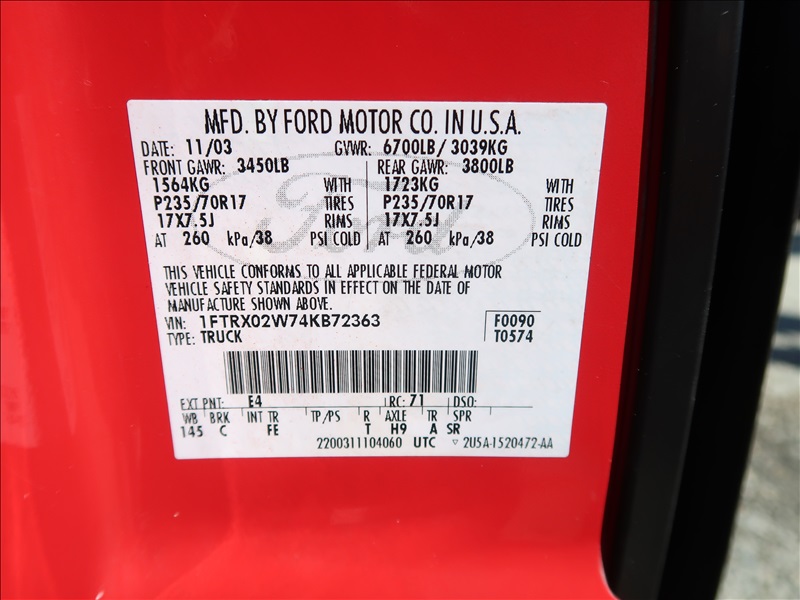 MFD. BY FORD MOTOR CO. IN U.S.A.
DATE: 11/03 GVWR: 6700LB/ 3039KG
FRONT GAWR: 3450LB REAR GAWR: 3800LB
1564KG WITH 1723KG WITH
P235/70R17 TIRES P235/70R17 TIRES
17X7.5J RIMS 17X7.5J RIMS
AT 260 kPa/38 PSI COLD AT 260 kPa/38 PSI COLD
Ford
THIS VEHICLE CONFORMS TO ALL APPLICABLE FEDERAL MOTOR
VEHICLE SAFETY STANDARDS IN EFFECT ON THE DATE OF
MANUFACTURE SHOWN ABOVE.
VIN: 1FTRX02W74KB72363 F0090
TYPE: TRUCK T0574
EXT PNT: E4 RC: 71 DSO:
WB BRK INT TR TP/PS R AXLE TR SPR
145 C FE T H9 A SR
2200311104060 UTC ▽ 2U5A-1520472-AA